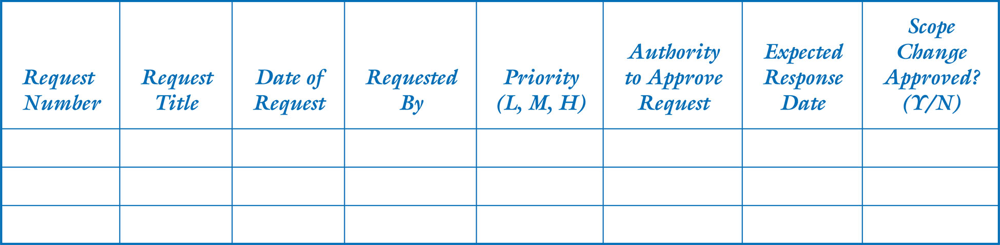 Request
Number
Request
Title
Date of
Request
Requested
By
Priority
(L, M, H)
Authority
to Approve
Request
Expected
Response
Date
Scope
Change
Approved?
(Y/N)